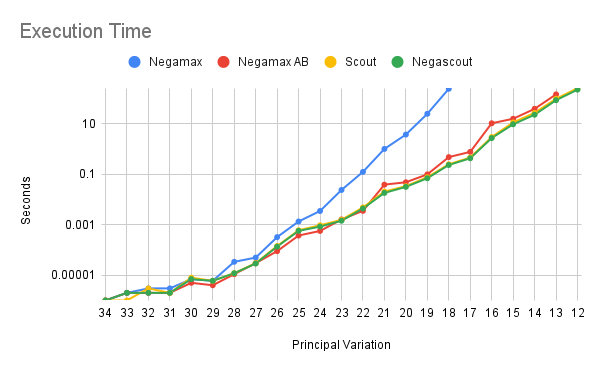 Execution Time
Negamax Negamax AB Scout Negascout
10
0.1
0.001
0.00001
Seconds
34 33 32 31 30 29 28 27 26 25 24 23 22 21 20 19 18 17 16 15 14 13 12
Principal Variation